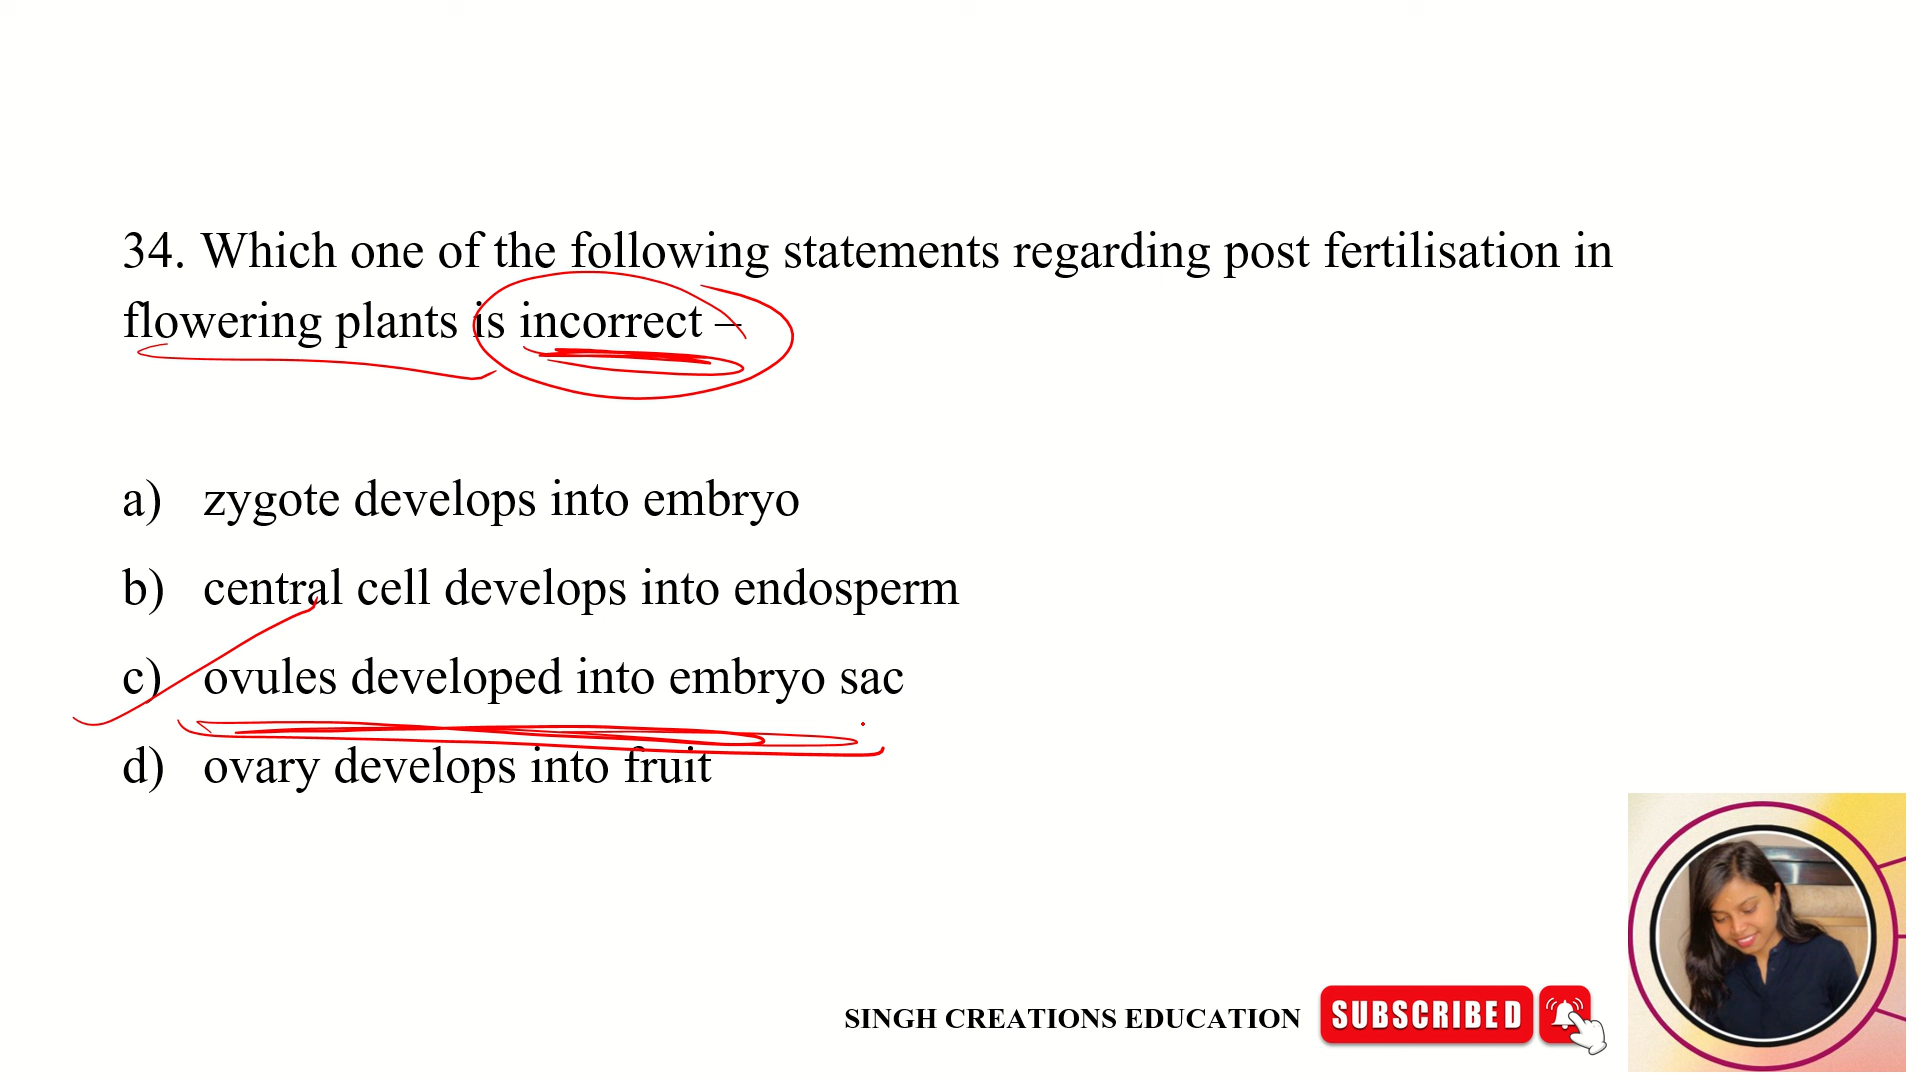 34. Which one of the following statements regarding post fertilisation in
flowering plants is incorrect –
a) zygote develops into embryo
b) central cell develops into endosperm
c) ovules developed into embryo sac
d) ovary develops into fruit
SINGH CREATIONS EDUCATION
SUBSCRIBED